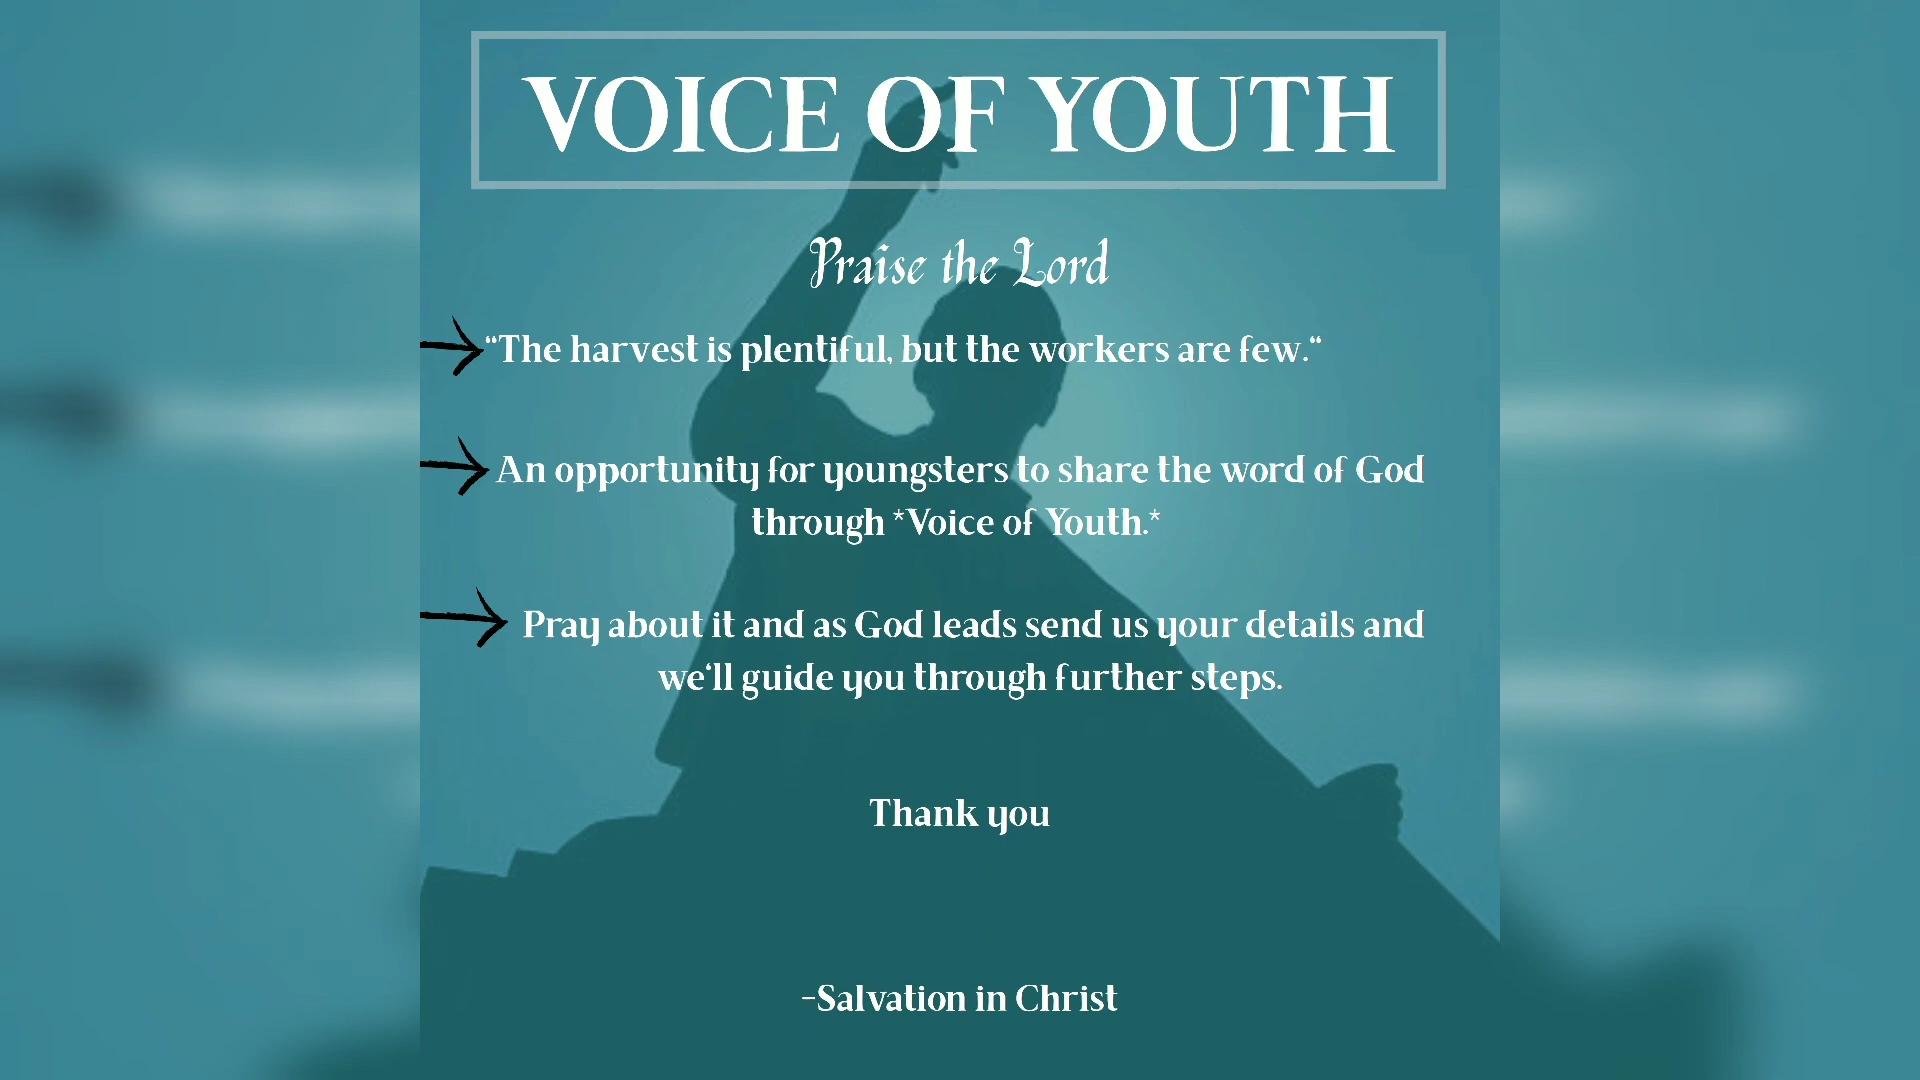 VOICE OF YOUTH
Praise the Lord
"The harvest is plentiful, but the workers are few."
An opportunity for youngsters to share the word of God
through *Voice of Youth.*
Pray about it and as God leads send us your details and
we'll guide you through further steps.
Thank you
-Salvation in Christ